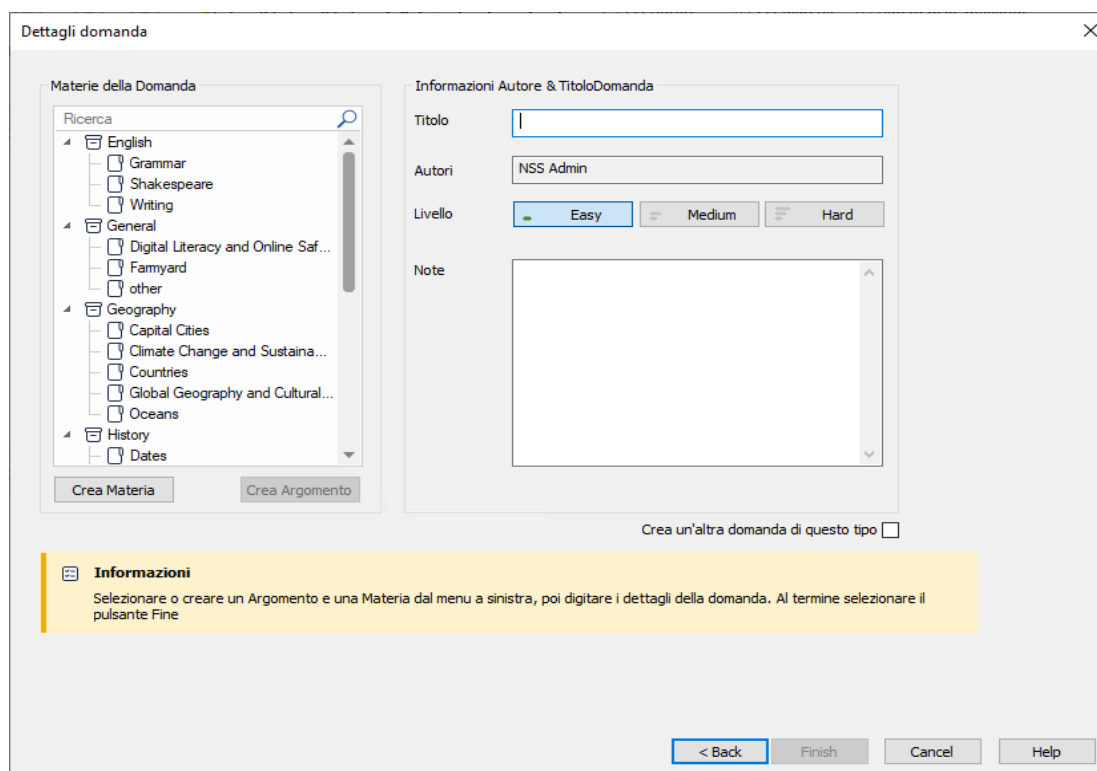 Dettagli domanda
Materie della Domanda
Ricerca
English
Grammar
Shakespeare
Writing
General
Digital Literacy and Online Saf...
Farmyard
other
Geography
Capital Cities
Climate Change and Sustaina...
Countries
Global Geography and Cultural...
Oceans
History
Dates
Crea Materia
Crea Argomento
Informazioni Autore & TitoloDomanda
Titolo
Autori
NSS Admin
Livello
Easy
Medium
Hard
Note
Crea un'altra domanda di questo tipo
Informazioni
Selezionare o creare un Argomento e una Materia dal menu a sinistra, poi digitare i dettagli della domanda. Al termine selezionare il
pulsante Fine
< Back
Finish
Cancel
Help